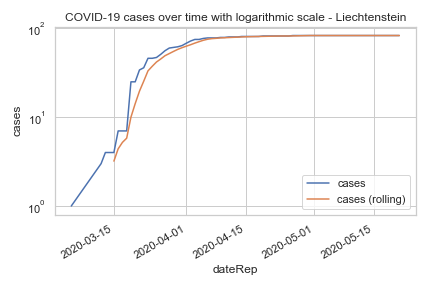 COVID-19 cases over time with logarithmic scale - Liechtenstein
10²
10¹
10⁰
cases
cases
cases (rolling)
2020-03-15
2020-04-01
2020-04-15
2020-05-01
2020-05-15
dateRep